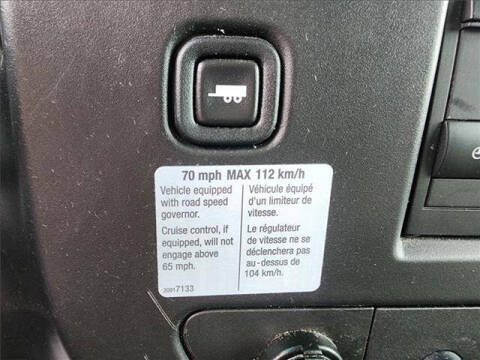 70 mph MAX 112 km/h
Vehicle equipped
with road speed
governor.
Cruise control, if
equipped, will not
engage above
65 mph.
Véhicule équipé
d'un limiteur de
vitesse.
Le régulateur
de vitesse ne se
déclenchera pas
au-dessus de
104 km/h.